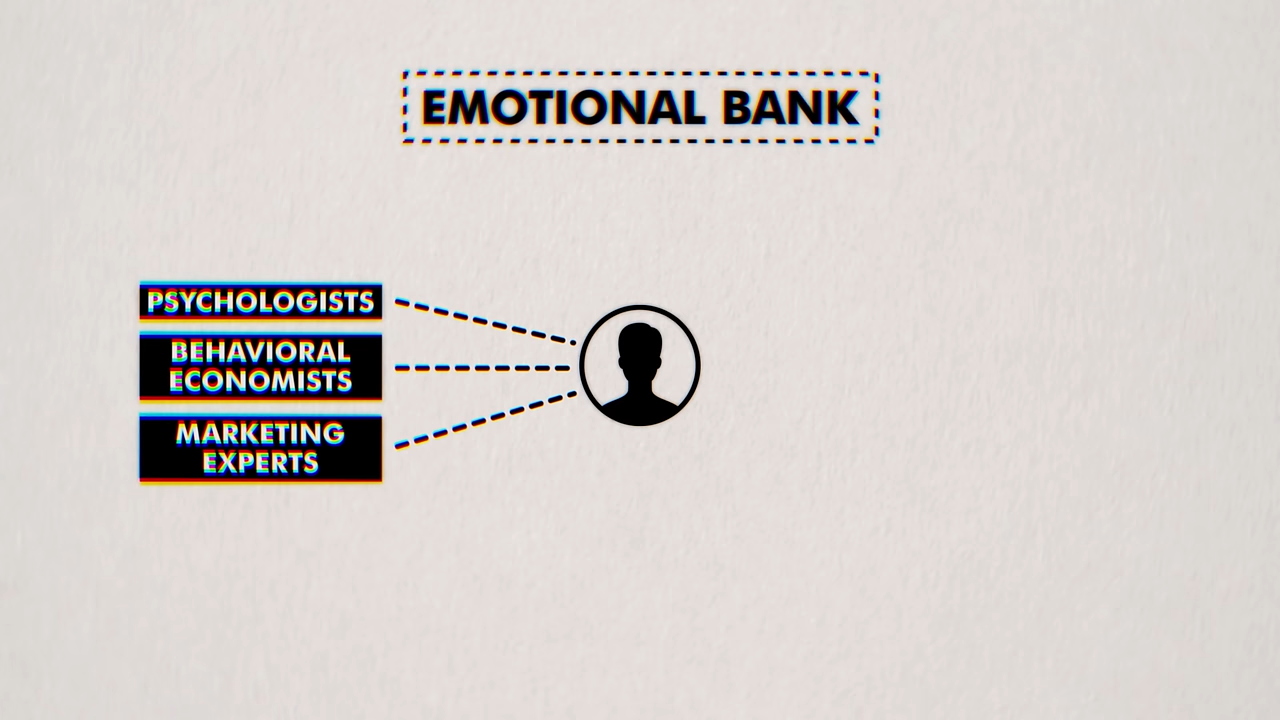 EMOTIONAL BANK
PSYCHOLOGISTS
BEHAVIORAL
ECONOMISTS
MARKETING
EXPERTS